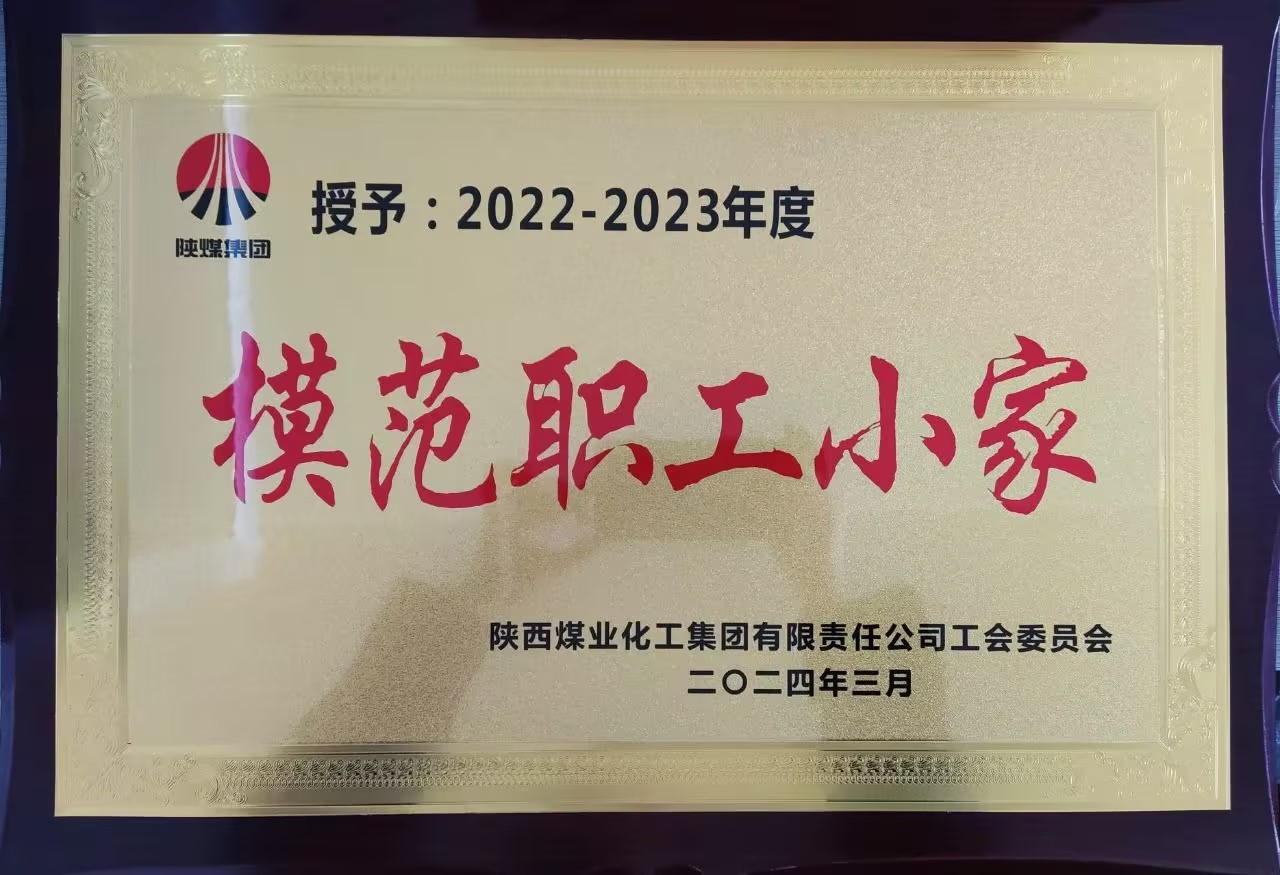 陕煤集团
授予：2022-2023年度
模范职工小家
陕西煤业化工集团有限责任公司工会委员会
二〇二四年三月